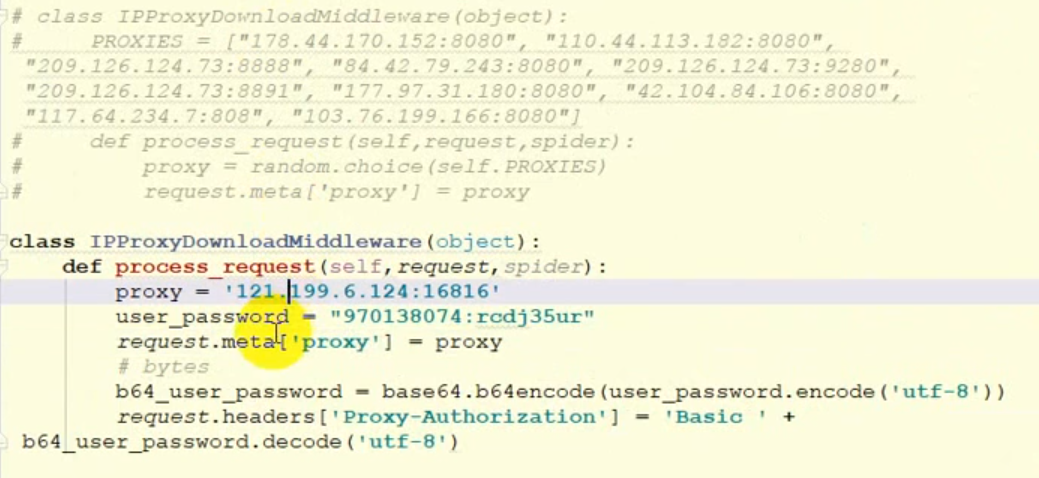 # class IPProxyDownloadMiddleware(object):
#     PROXIES = ["178.44.170.152:8080", "110.44.113.182:8080",
"209.126.124.73:8888", "84.42.79.243:8080", "209.126.124.73:9280",
"209.126.124.73:8891", "177.97.31.180:8080", "42.104.84.106:8080",
"117.64.234.7:808", "103.76.199.166:8080"]
#     def process_request(self,request,spider):
#         proxy = random.choice(self.PROXIES)
#         request.meta['proxy'] = proxy
class IPProxyDownloadMiddleware(object):
    def process_request(self,request,spider):
        proxy = '121.199.6.124:16816'
        user_password = "970138074:rcdj35ur"
        request.meta['proxy'] = proxy
        # bytes
        b64_user_password = base64.b64encode(user_password.encode('utf-8'))
        request.headers['Proxy-Authorization'] = 'Basic ' +
b64_user_password.decode('utf-8')